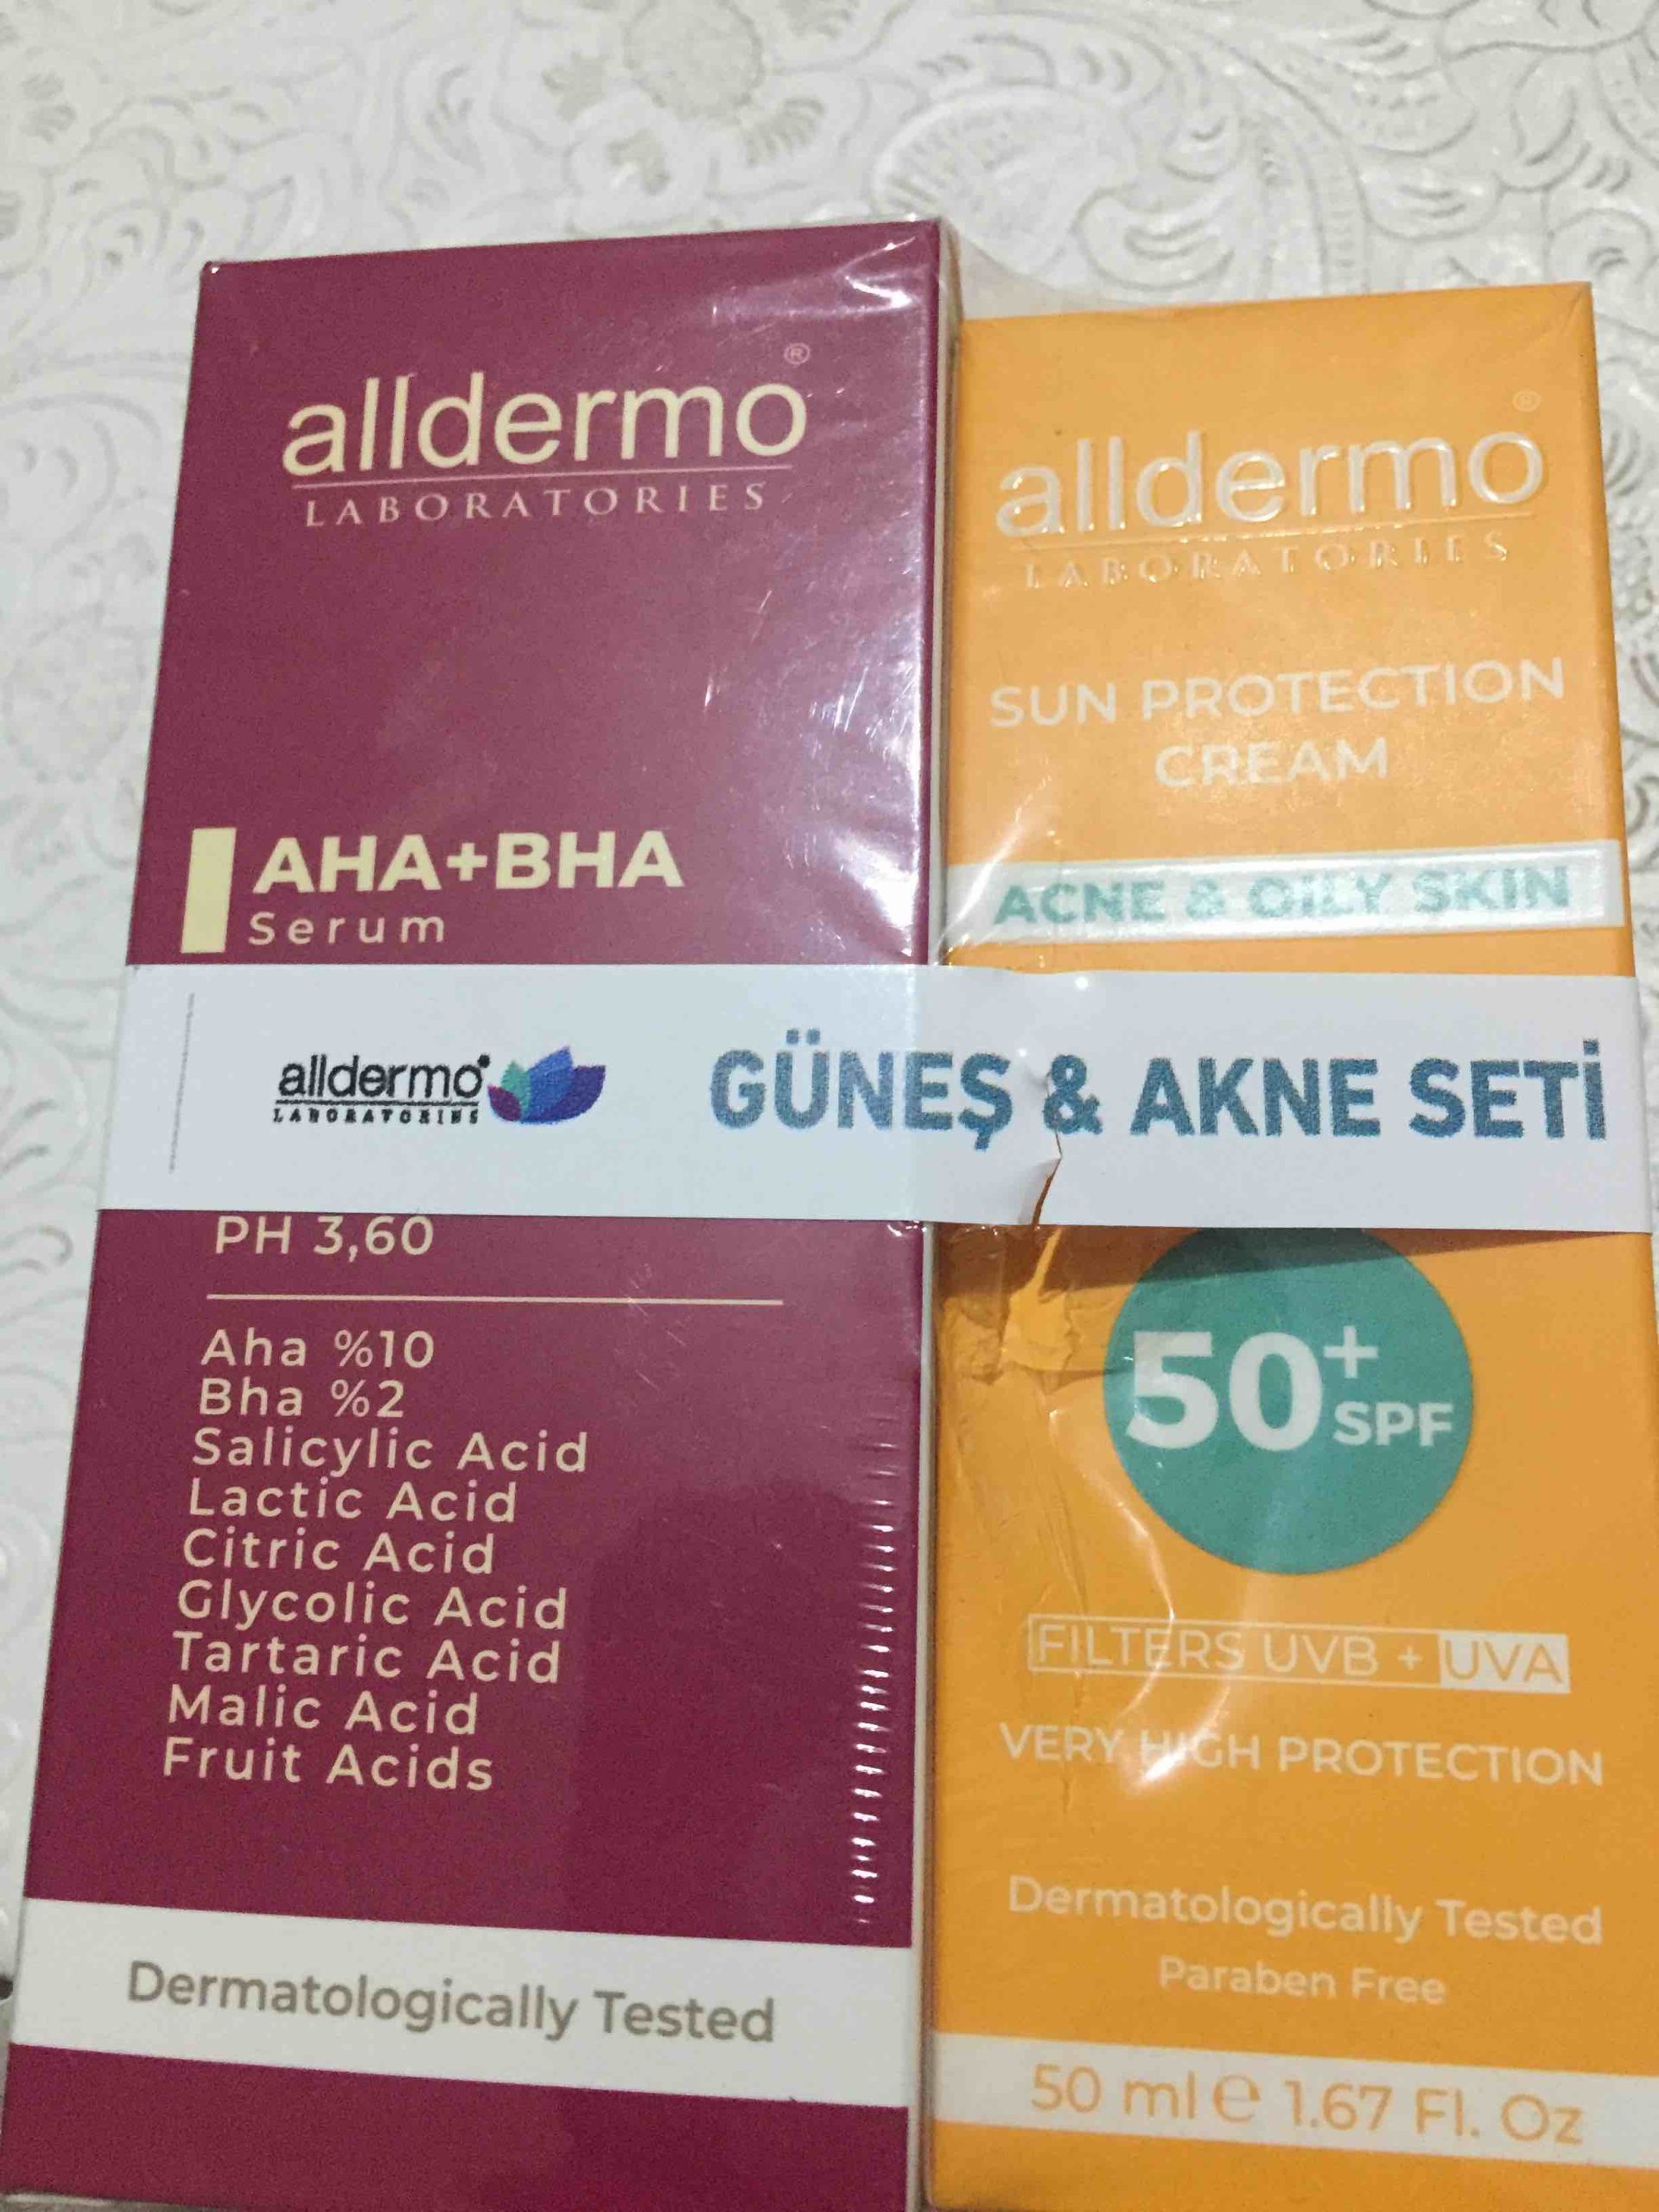 alldermo®
LABORATORIES
AHA+BHA
Serum
alldermo®
LABORATORIES
SUN PROTECTION
CREAM
ACNE & OILY SKIN
alldermo
LABORATORIES
GÜNEŞ & AKNE SETİ
PH 3,60
Aha %10
Bha %2
Salicylic Acid
Lactic Acid
Citric Acid
Glycolic Acid
Tartaric Acid
Malic Acid
Fruit Acids
Dermatologically Tested
50+
SPF
FILTERS UVB + UVA
VERY HIGH PROTECTION
Dermatologically Tested
Paraben Free
50 ml e 1.67 Fl. Oz